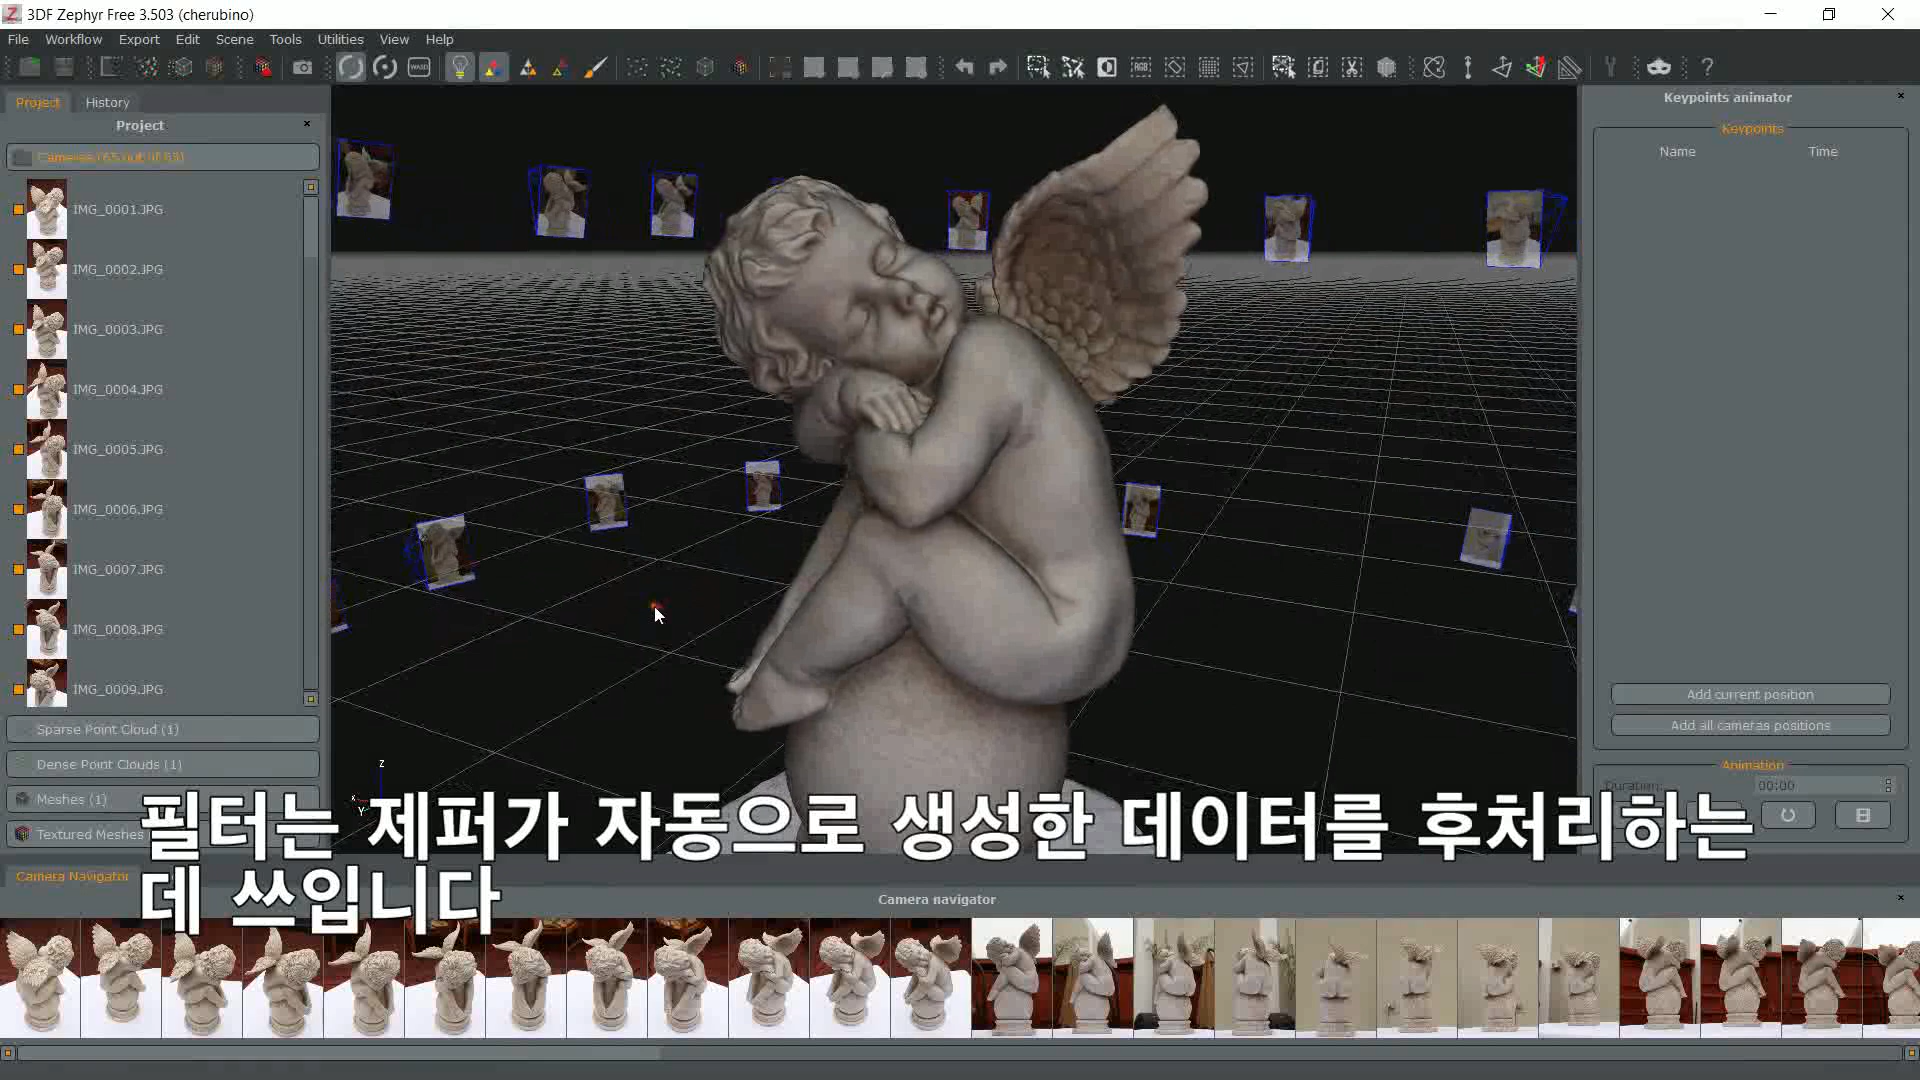 3DF Zephyr Free 3.503 (cherubino)
File Workflow Export Edit Scene Tools Utilities View Help
Project History
Project
Keypoints animator
Keypoints
Name Time
IMG_0001.JPG
IMG_0002.JPG
IMG_0003.JPG
IMG_0004.JPG
IMG_0005.JPG
IMG_0006.JPG
IMG_0007.JPG
IMG_0008.JPG
IMG_0009.JPG
Add current position
Add all cameras positions
Sparse Point Cloud (1)
Dense Point Clouds (1)
Meshes (1)
Textured Meshes
Animation
Duration: 00:00
필터는 제퍼가 자동으로 생성한 데이터를 후처리하는
데 쓰입니다
Camera Navigator
Camera navigator